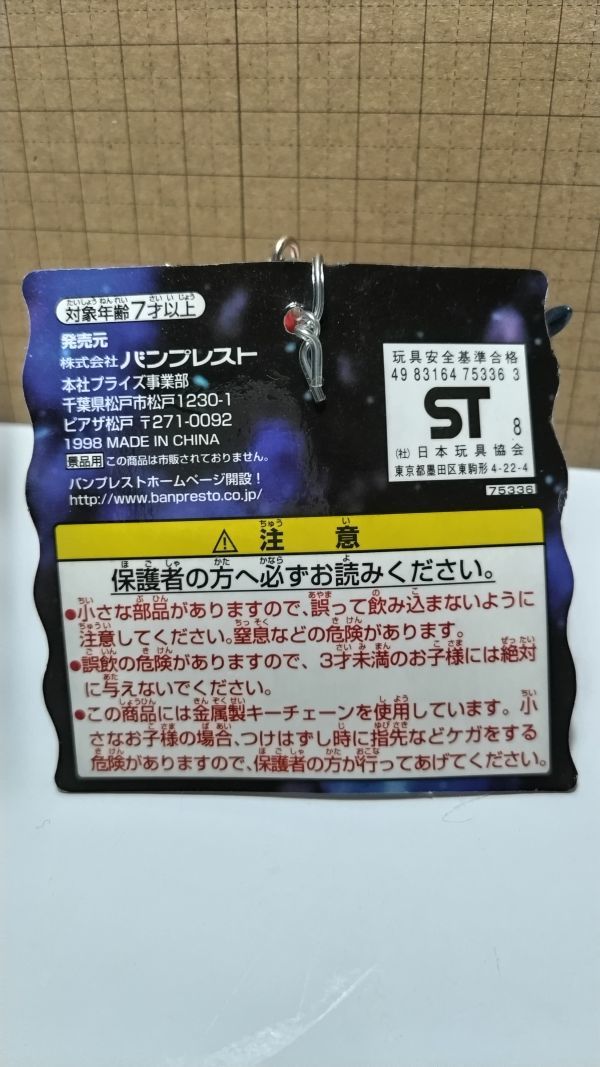 対象年齢7才以上
発売元
株式会社 バンプレスト
本社プライズ事業部
千葉県松戸市松戸1230-1
ピアザ松戸 〒271-0092
1998 MADE IN CHINA
景品用 この商品は市販されておりません。
バンプレストホームページ開設！
http://www.banpresto.co.jp/
玩具安全基準合格
49 83164 75336 3
ST 8
(社) 日本玩具協会
東京都墨田区東駒形4-22-4
75336
⚠ 注意
保護者の方へ必ずお読みください。
●小さな部品がありますので、誤って飲み込まないように
注意してください。窒息などの危険があります。
●誤飲の危険がありますので、3才未満のお子様には絶対
に与えないでください。
●この商品には金属製キーチェーンを使用しています。小
さなお子様の場合、つけはずし時に指先などケガをする
危険がありますので、保護者の方が行ってあげてください。